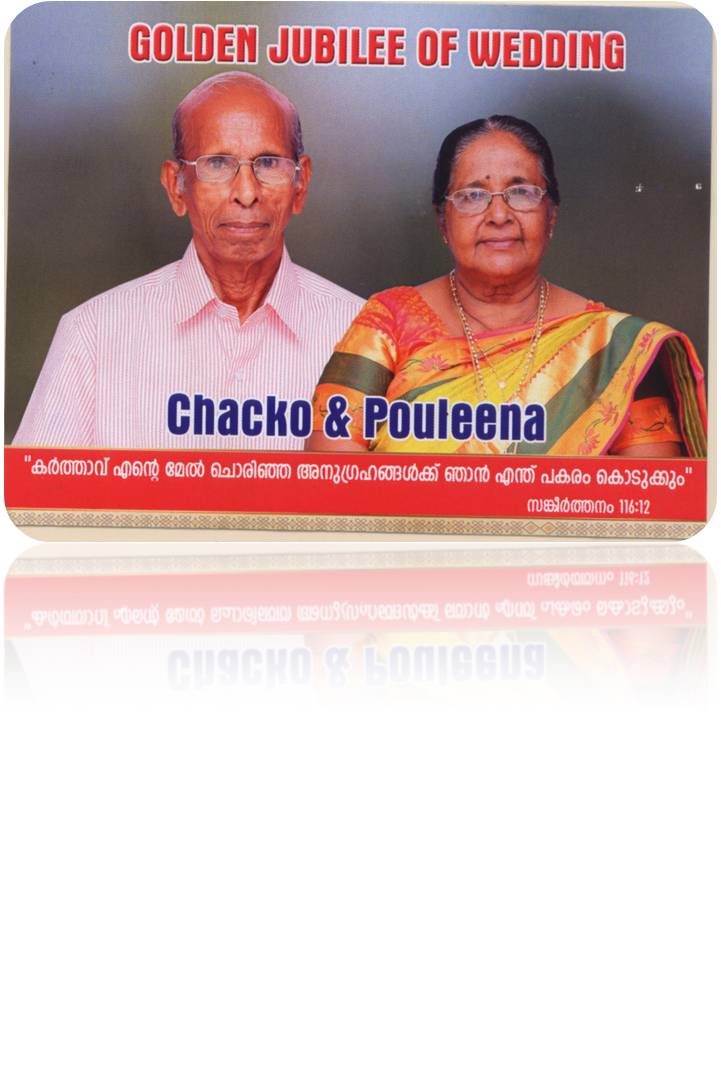 GOLDEN JUBILEE OF WEDDING
Chacko & Pouleena
"കർത്താവ് എന്റെ മേൽ ചൊരിഞ്ഞ അനുഗ്രഹങ്ങൾക്ക് ഞാൻ എന്ത് പകരം കൊടുക്കും"
സങ്കീർത്തനം 116:12